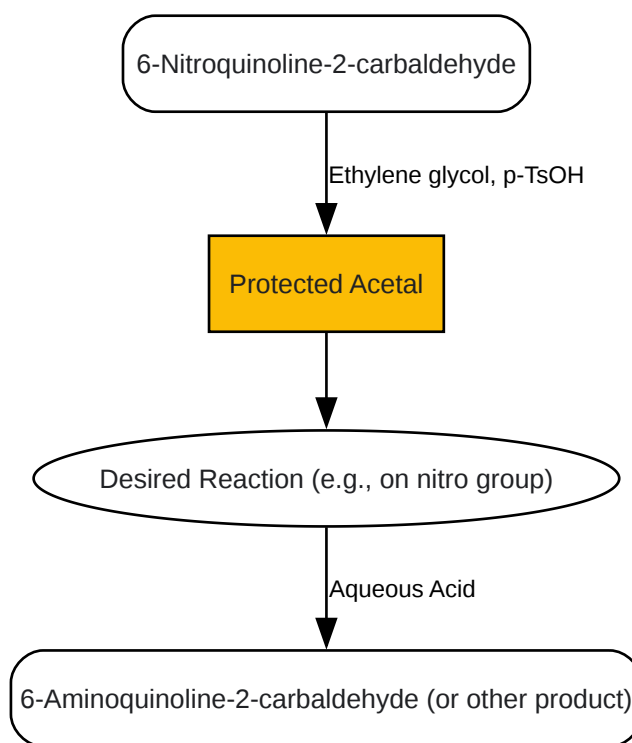 6-Nitroquinoline-2-carbaldehyde
Ethylene glycol, p-TsOH
Protected Acetal
Desired Reaction (e.g., on nitro group)
Aqueous Acid
6-Aminoquinoline-2-carbaldehyde (or other product)